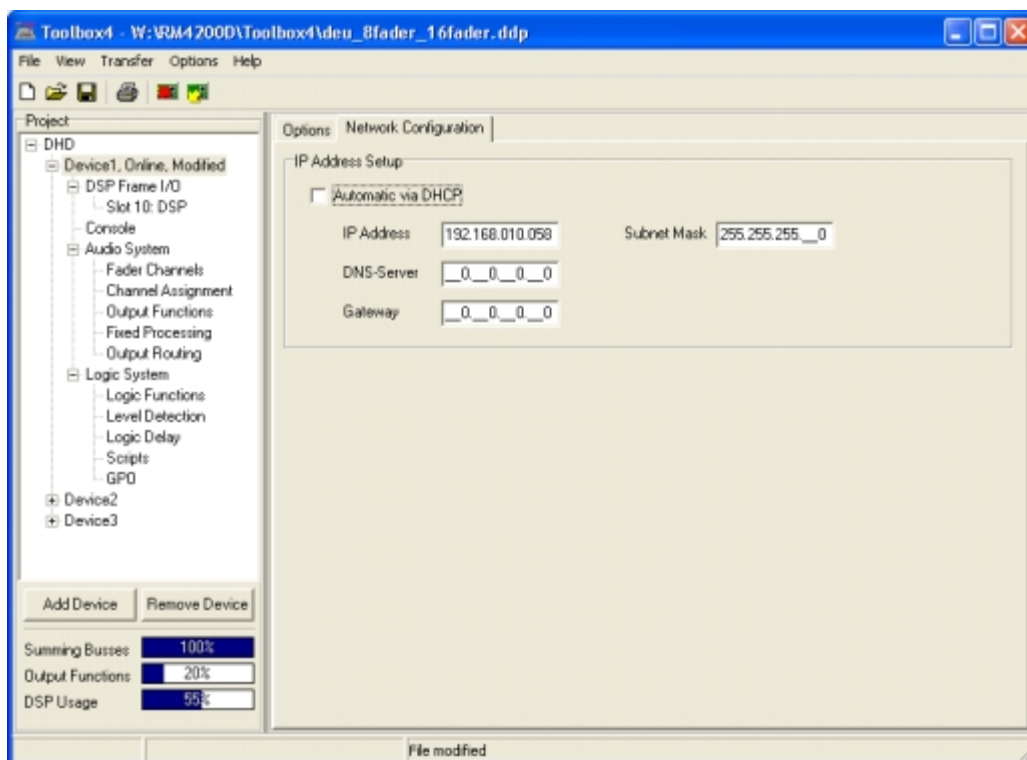 Toolbox4 - W:\RM4200D\Toolbox4\deu_8fader_16fader.ddp
File View Transfer Options Help
Project
DHD
Device1, Online, Modified
DSP Frame I/O
Slot 10: DSP
Console
Audio System
Fader Channels
Channel Assignment
Output Functions
Fixed Processing
Output Routing
Logic System
Logic Functions
Level Detection
Logic Delay
Scripts
GPO
Device2
Device3
Add Device Remove Device
Summing Busses 100%
Output Functions 20%
DSP Usage 55%
Options Network Configuration
IP Address Setup
Automatic via DHCP
IP Address 192.168.010.058 Subnet Mask 255.255.255.__0
DNS-Server __0.__0.__0.__0
Gateway __0.__0.__0.__0
File modified